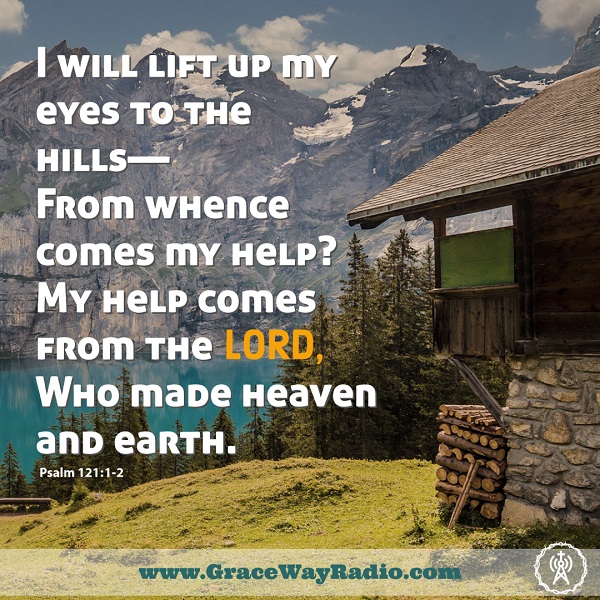 I will lift up my
eyes to the
hills—
From whence
comes my help?
My help comes
from the LORD,
Who made heaven
and earth.
Psalm 121:1-2
www.GraceWayRadio.com